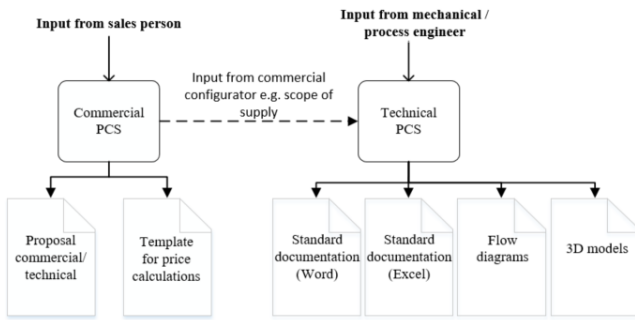 Input from sales person
Input from mechanical /
process engineer
Input from commercial
configurator e.g. scope of
supply
Commercial
PCS
Technical
PCS
Proposal
commercial/
technical
Template
for price
calculations
Standard
documentation
(Word)
Standard
documentation
(Excel)
Flow
diagrams
3D models